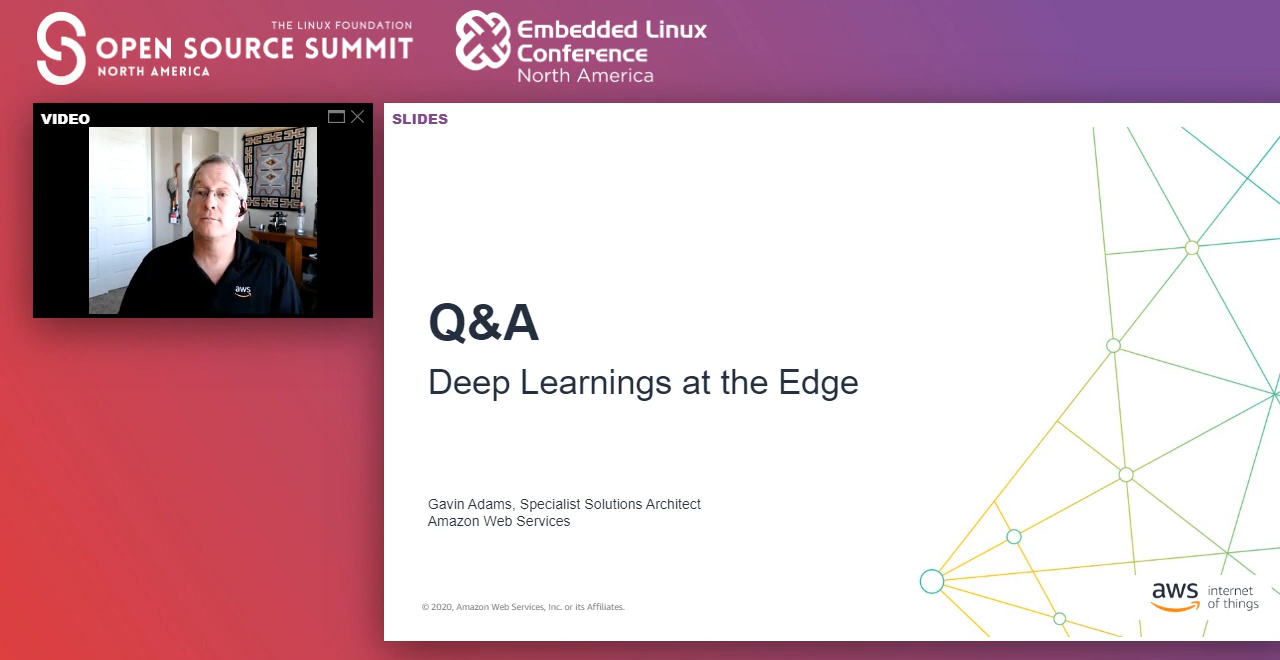 THE LINUX FOUNDATION
OPEN SOURCE SUMMIT
NORTH AMERICA
Embedded Linux
Conference
North America
VIDEO
aws
SLIDES
Q&A
Deep Learnings at the Edge
Gavin Adams, Specialist Solutions Architect
Amazon Web Services
© 2020, Amazon Web Services, Inc. or its Affiliates.
aws
internet
of things